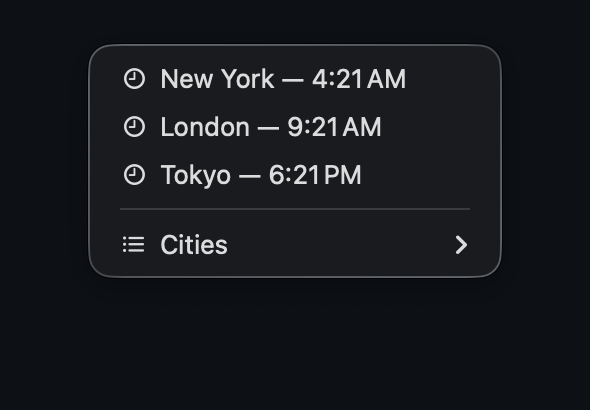 New York — 4:21 AM
London — 9:21 AM
Tokyo — 6:21 PM
Cities